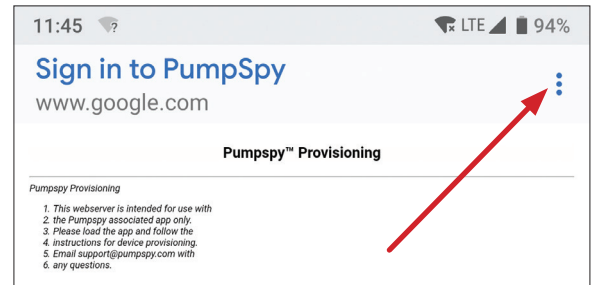 11:45 ? LTE 94%
Sign in to PumpSpy
www.google.com
Pumpspy™ Provisioning
Pumpspy Provisioning
1. This webserver is intended for use with
2. the Pumpspy associated app only.
3. Please load the app and follow the
4. instructions for device provisioning.
5. Email support@pumpspy.com with
6. any questions.